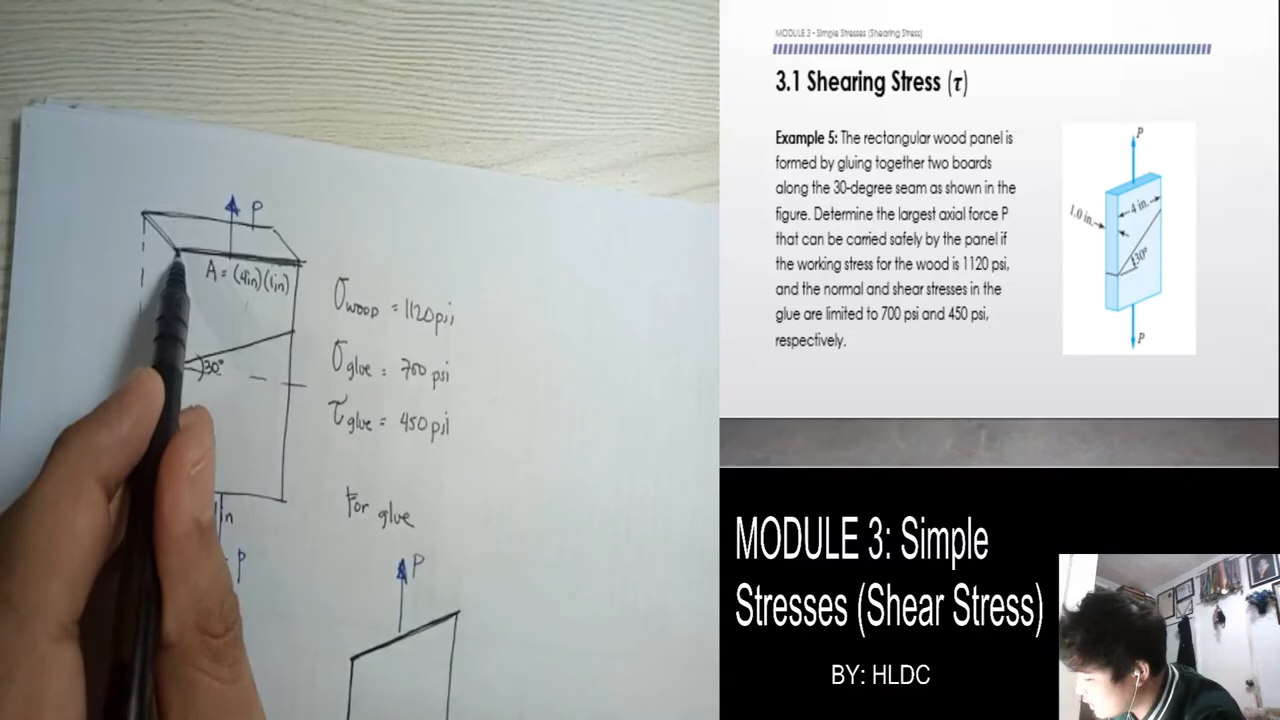 P
A = (4in)(1in)
30°
in
P
σwood = 1120psi
σglue = 700 psi
τglue = 450psi
For glue
P
MODULE 3 - Simple Stresses (Shearing Stress)
3.1 Shearing Stress (τ)
Example 5: The rectangular wood panel is
formed by gluing together two boards
along the 30-degree seam as shown in the
figure. Determine the largest axial force P
that can be carried safely by the panel if
the working stress for the wood is 1120 psi,
and the normal and shear stresses in the
glue are limited to 700 psi and 450 psi,
respectively.
P
4 in.
1.0 in.
30°
P
MODULE 3: Simple
Stresses (Shear Stress)
BY: HLDC